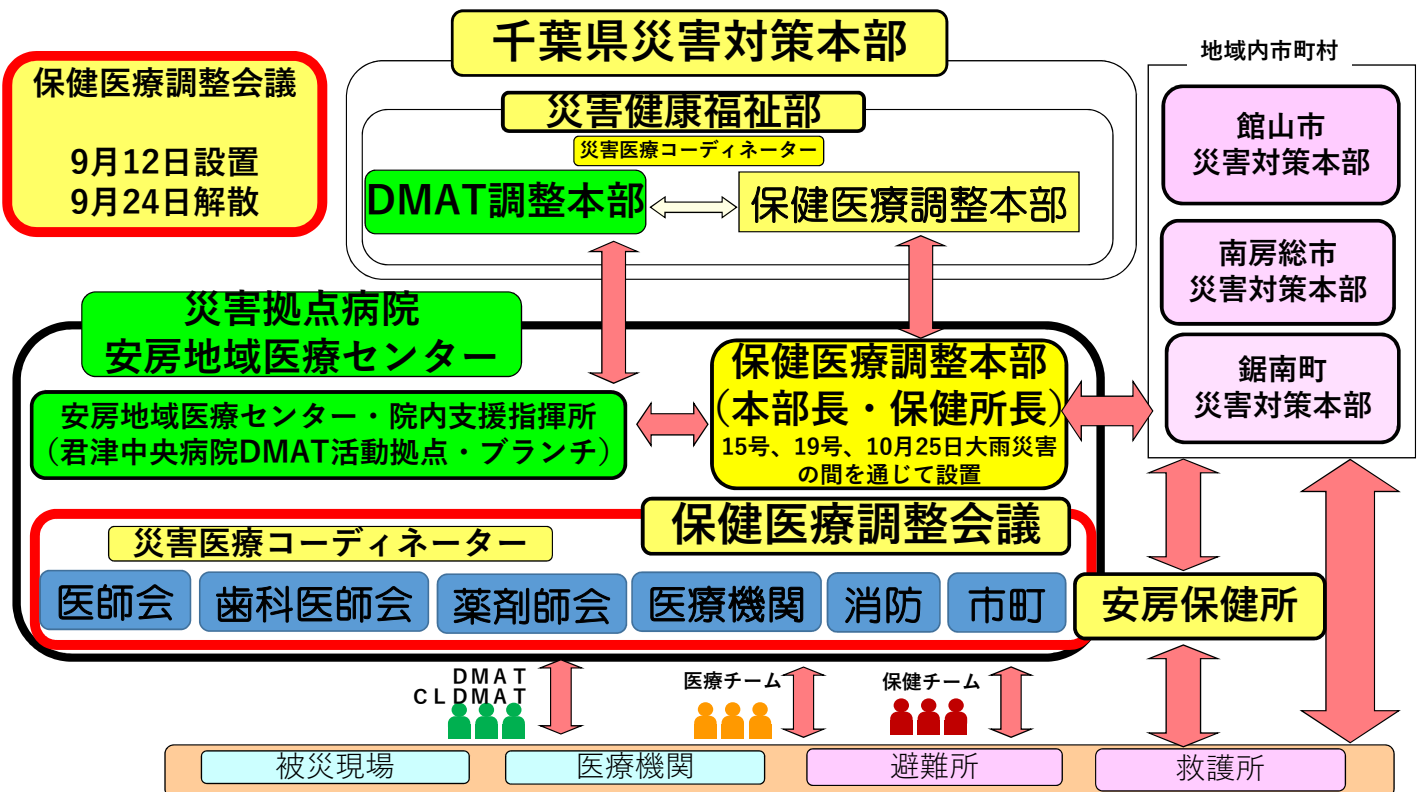 千葉県災害対策本部
保健医療調整会議
9月12日設置
9月24日解散
災害健康福祉部
災害医療コーディネーター
DMAT調整本部
保健医療調整本部
地域内市町村
館山市
災害対策本部
南房総市
災害対策本部
鋸南町
災害対策本部
災害拠点病院
安房地域医療センター
安房地域医療センター・院内支援指揮所
（君津中央病院DMAT活動拠点・ブランチ）
保健医療調整本部
（本部長・保健所長）
15号、19号、10月25日大雨災害
の間を通じて設置
保健医療調整会議
災害医療コーディネーター
医師会
歯科医師会
薬剤師会
医療機関
消防
市町
安房保健所
DMAT
CLDMAT
医療チーム
保健チーム
被災現場
医療機関
避難所
救護所